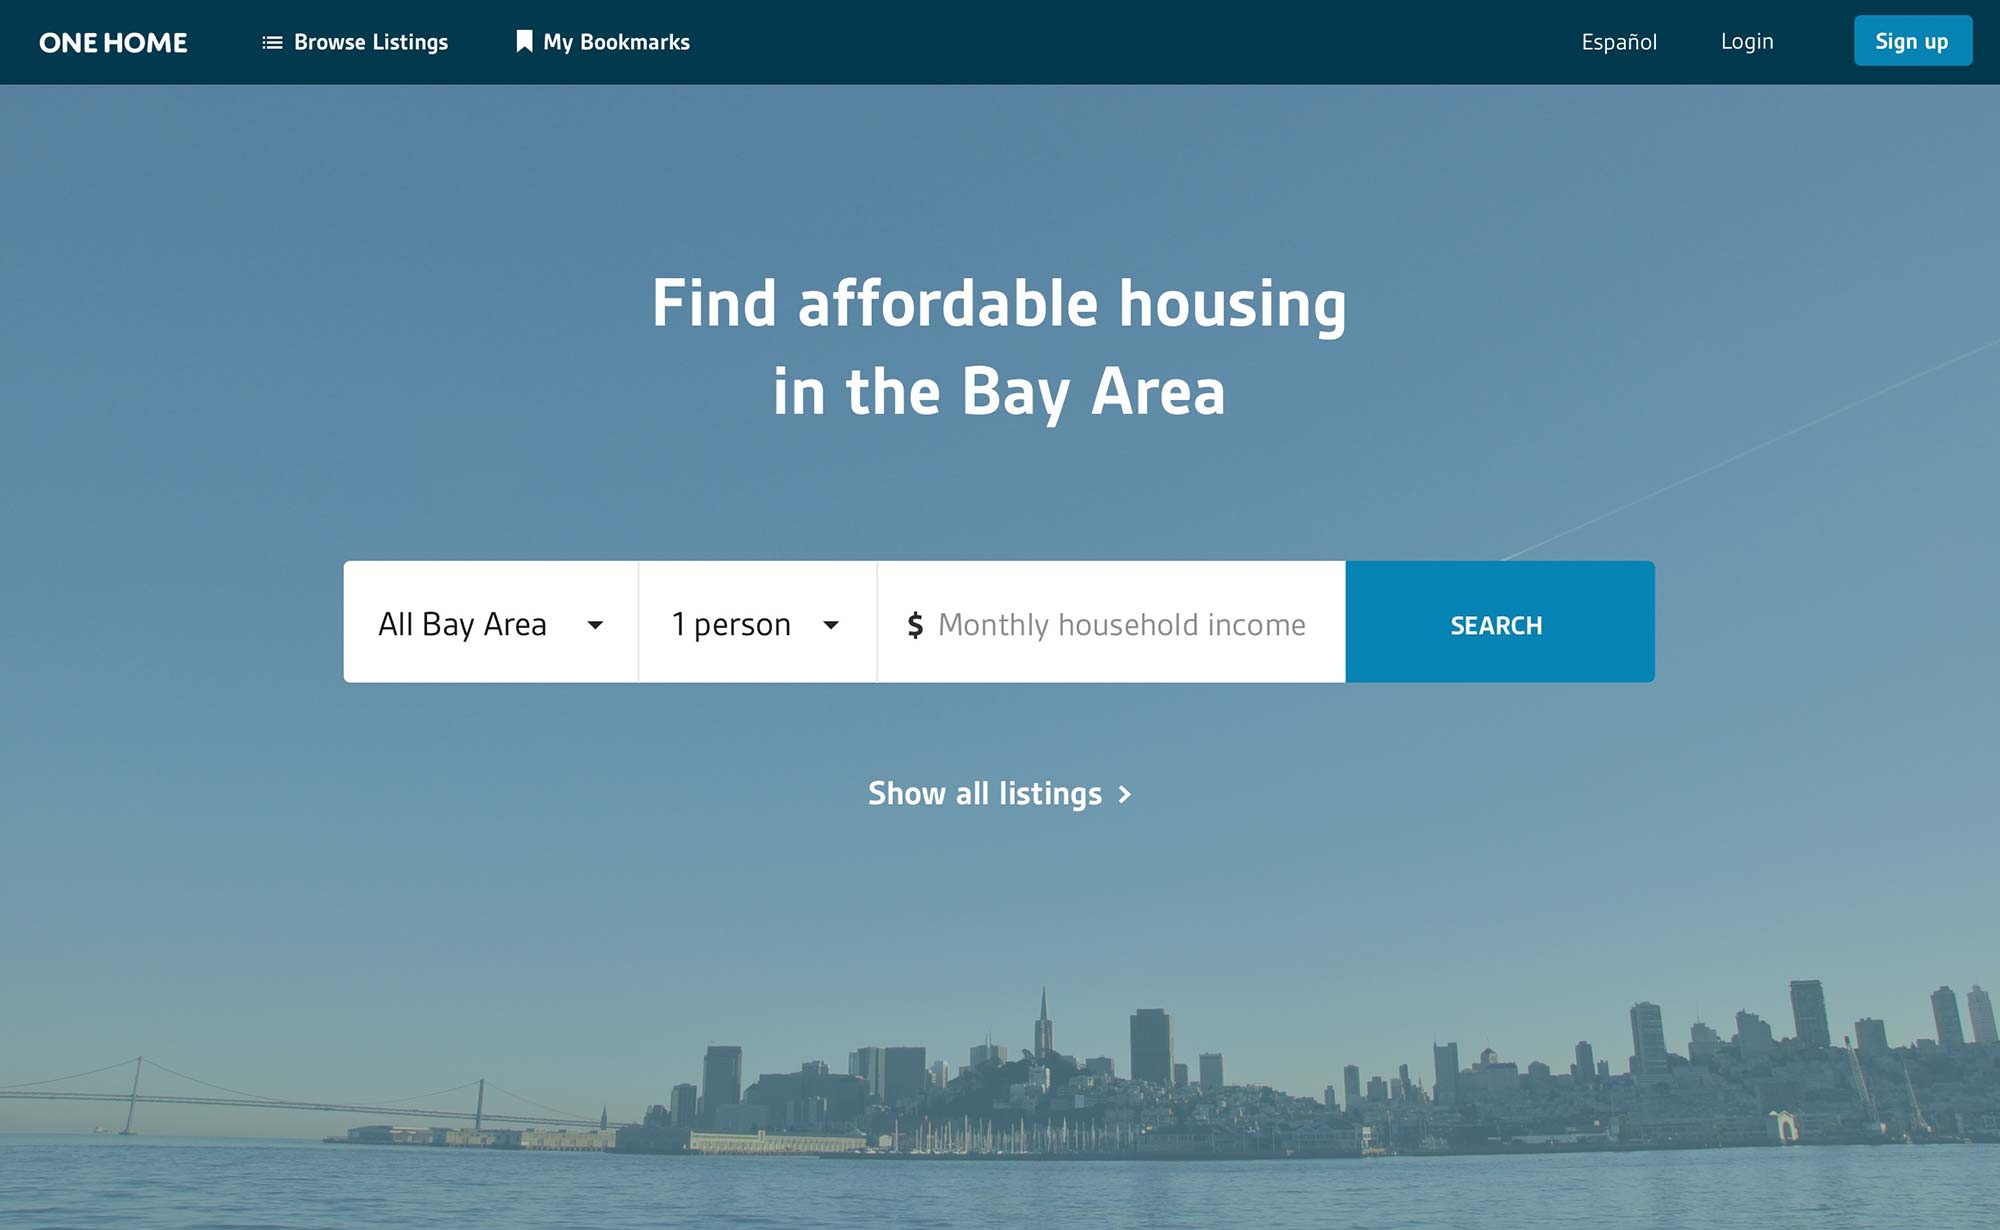 ONE HOME
Browse Listings
My Bookmarks
Español
Login
Sign up
Find affordable housing
in the Bay Area
All Bay Area
1 person
$ Monthly household income
SEARCH
Show all listings